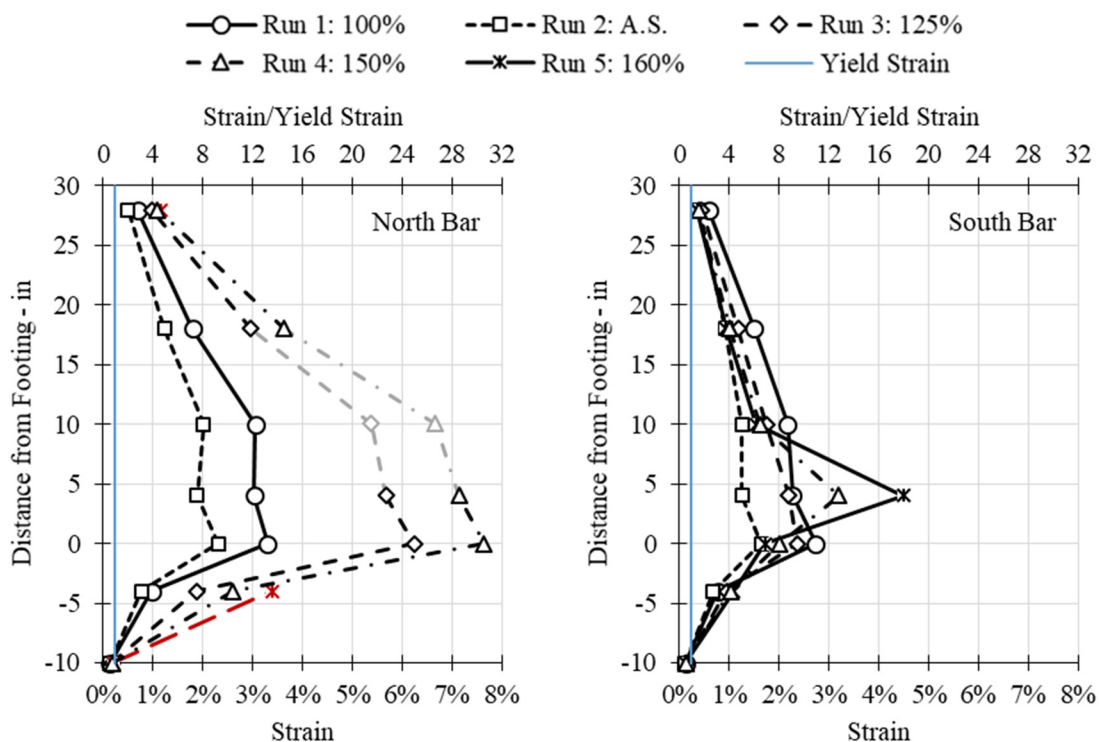 Run 1: 100% Run 2: A.S. Run 3: 125%
Run 4: 150% Run 5: 160% Yield Strain
Strain/Yield Strain Strain/Yield Strain
0 4 8 12 16 20 24 28 32 0 4 8 12 16 20 24 28 32
30 30
North Bar South Bar
25 25
20 20
15 15
10 10
5 5
0 0
-5 -5
-10 -10
Distance from Footing - in Distance from Footing - in
0% 1% 2% 3% 4% 5% 6% 7% 8% 0% 1% 2% 3% 4% 5% 6% 7% 8%
Strain Strain